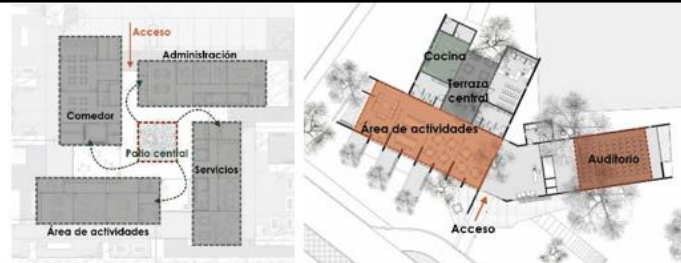 Acceso
Administración
Comedor
Patio central
Servicios
Área de actividades
Cocina
Terraza
central
Área de actividades
Auditorio
Acceso